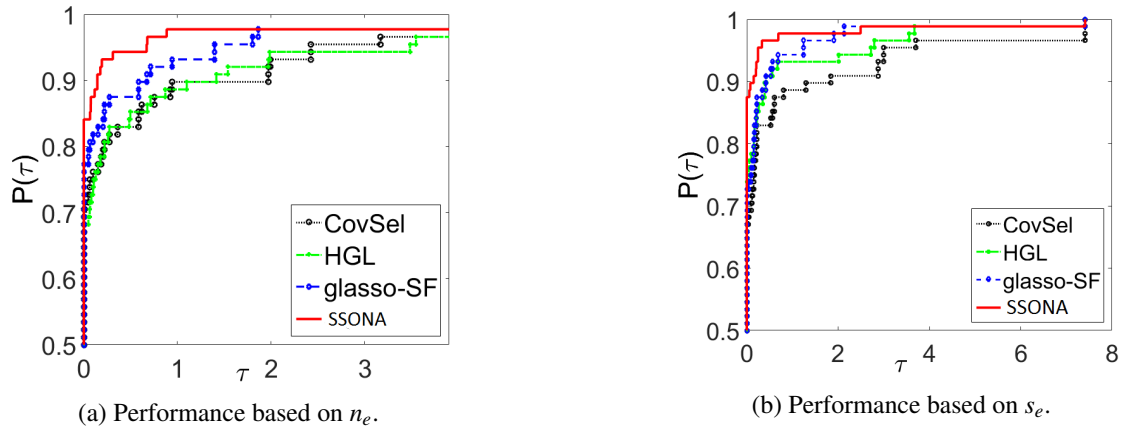 1
0.9
0.8
0.7
0.6
0.5
P(τ)
0
1
2
3
τ
CovSel
HGL
glasso-SF
SSONA
(a) Performance based on nₑ.
1
0.9
0.8
0.7
0.6
0.5
P(τ)
0
2
4
6
8
τ
CovSel
HGL
glasso-SF
SSONA
(b) Performance based on sₑ.